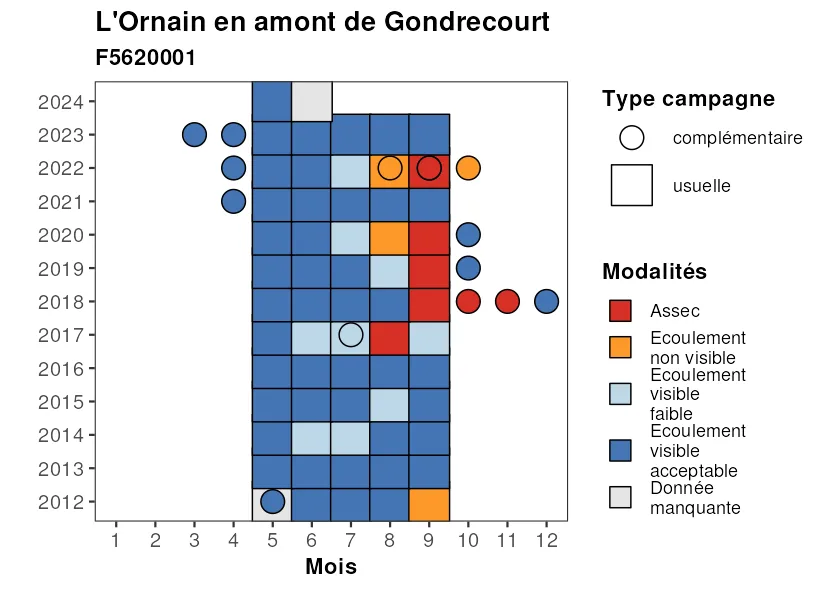 L'Ornain en amont de Gondrecourt
F5620001
2024
2023
2022
2021
2020
2019
2018
2017
2016
2015
2014
2013
2012
1 2 3 4 5 6 7 8 9 10 11 12
Mois
Type campagne
complémentaire
usuelle
Modalités
Assec
Ecoulement
non visible
Ecoulement
visible
faible
Ecoulement
visible
acceptable
Donnée
manquante